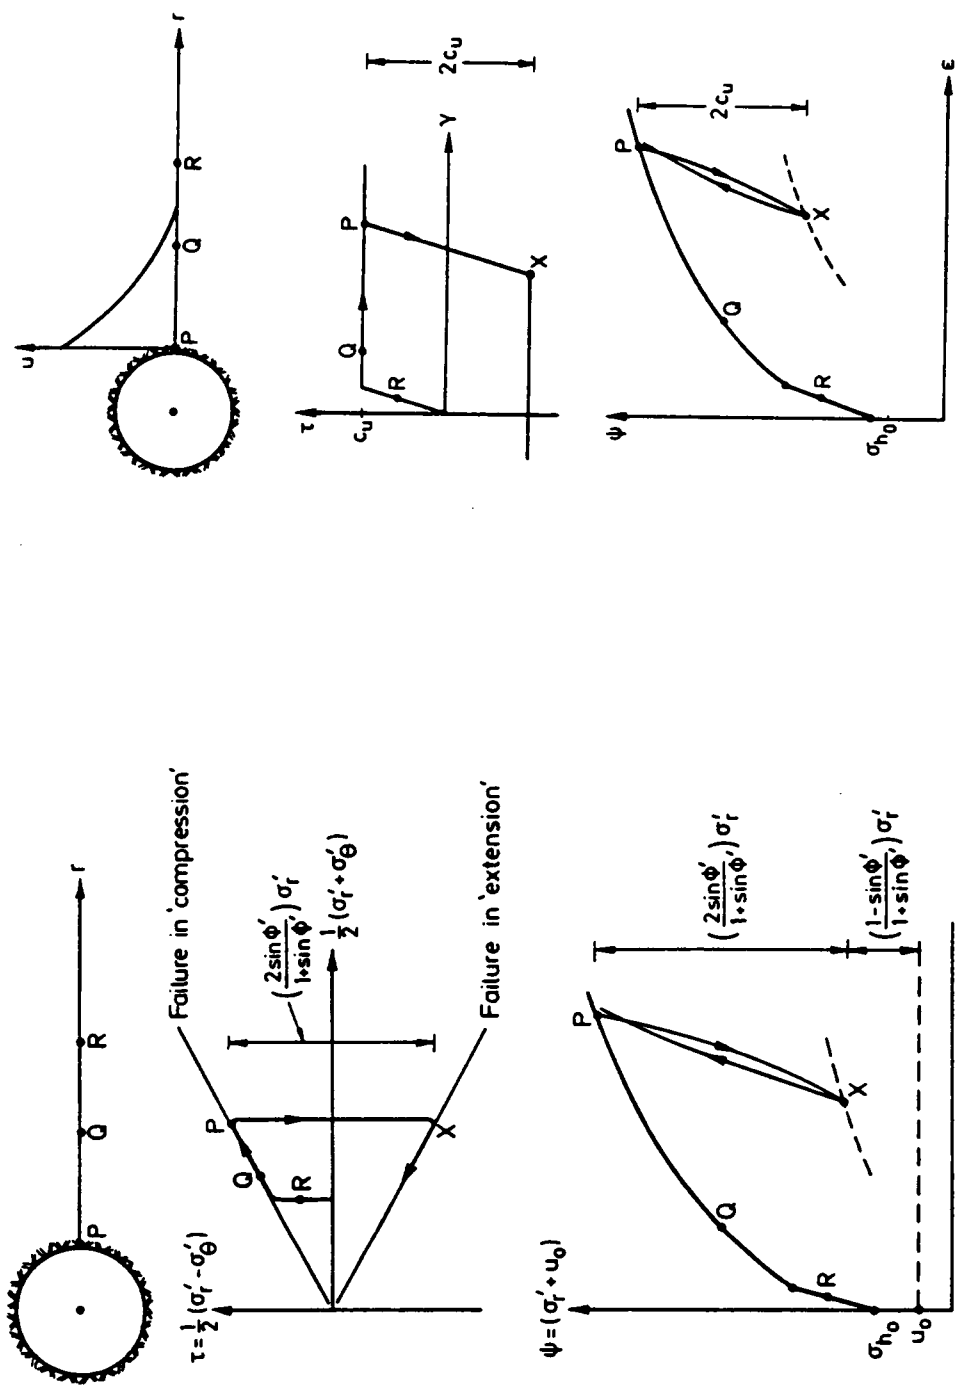 r
P
Q
R
τ=½(σ′r-σ′θ)
Failure in 'compression'
P
Q
R
(2sinϕ′/1+sinϕ′)σ′r
½(σ′r+σ′θ)
X
Failure in 'extension'
ψ=(σ′r+u₀)
P
Q
R
X
(2sinϕ′/1+sinϕ′)σ′r
(1-sinϕ′/1+sinϕ′)σ′r
σh₀
u₀
u
r
P
Q
R
τ
cu
Q
P
R
γ
X
2cu
ψ
P
Q
R
X
2cu
σh₀
ε